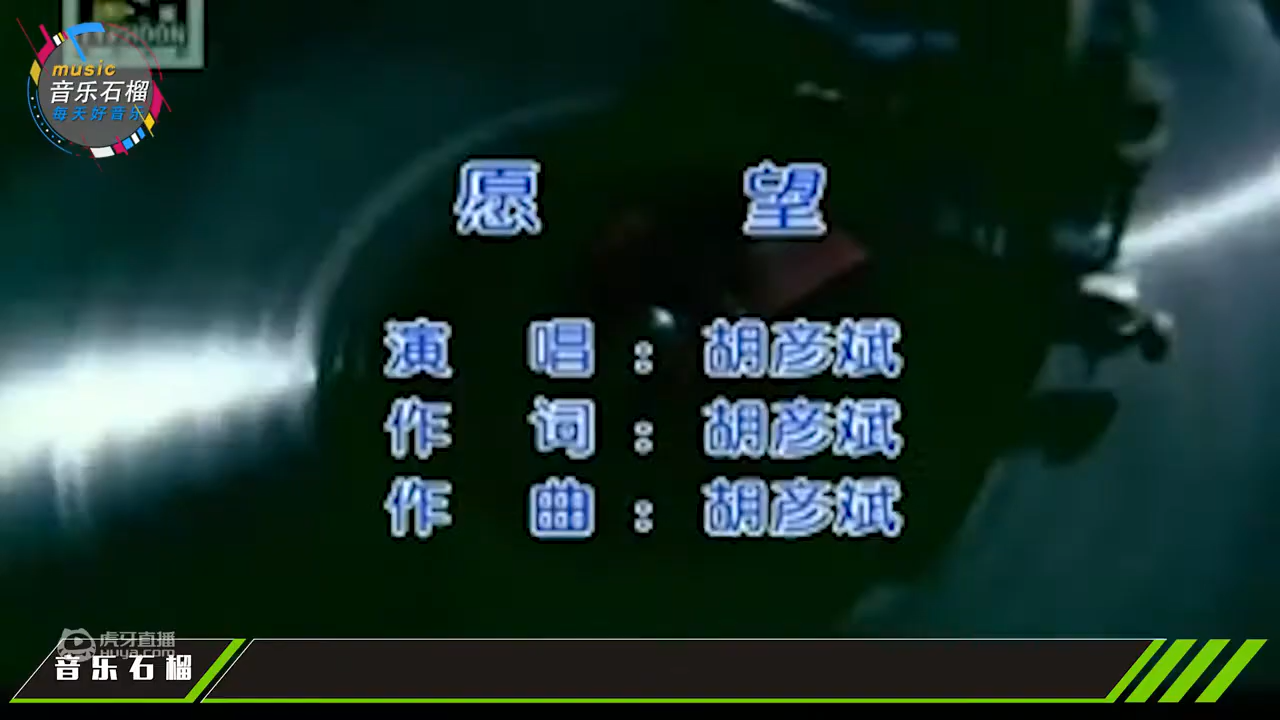 music
音乐石榴
每天好音乐
愿 望
演 唱 : 胡彦斌
作 词 : 胡彦斌
作 曲 : 胡彦斌
虎牙直播
Huya.com
音乐石榴